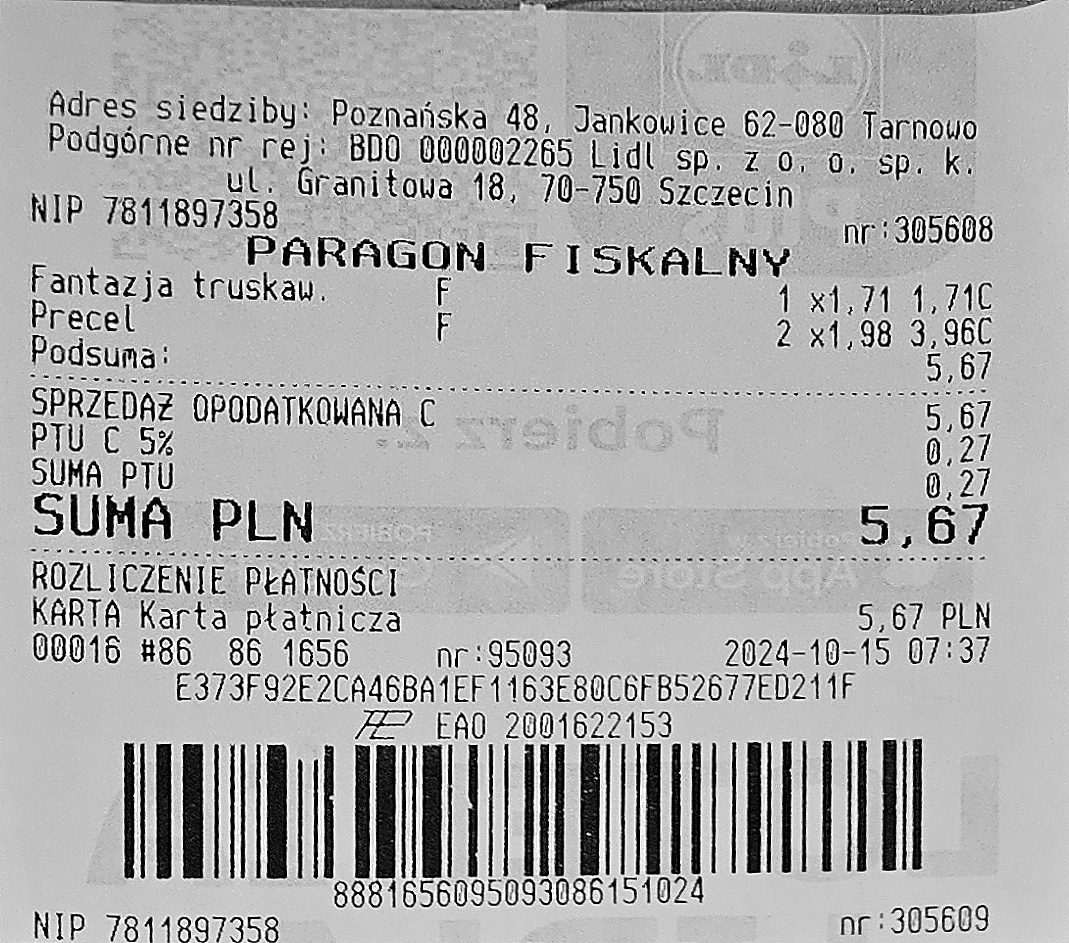 Adres siedziby: Poznańska 48, Jankowice 62-080 Tarnowo
Podgórne nr rej: BDO 000002265 Lidl sp. z o. o. sp. k.
ul. Granitowa 18, 70-750 Szczecin
NIP 7811897358 nr:305608
PARAGON FISKALNY
Fantazja truskaw. F 1 x1,71 1,71C
Precel F 2 x1,98 3,96C
Podsuma: 5,67
SPRZEDAŻ OPODATKOWANA C 5,67
PTU C 5% 0,27
SUMA PTU 0,27
SUMA PLN 5,67
ROZLICZENIE PŁATNOŚCI
KARTA Karta płatnicza 5,67 PLN
00016 #86 86 1656 nr:95093 2024-10-15 07:37
E373F92E2CA46BA1EF1163E80C6FB52677ED211F
EAO 2001622153
88816560950930861510​24
NIP 7811897358 nr:305609